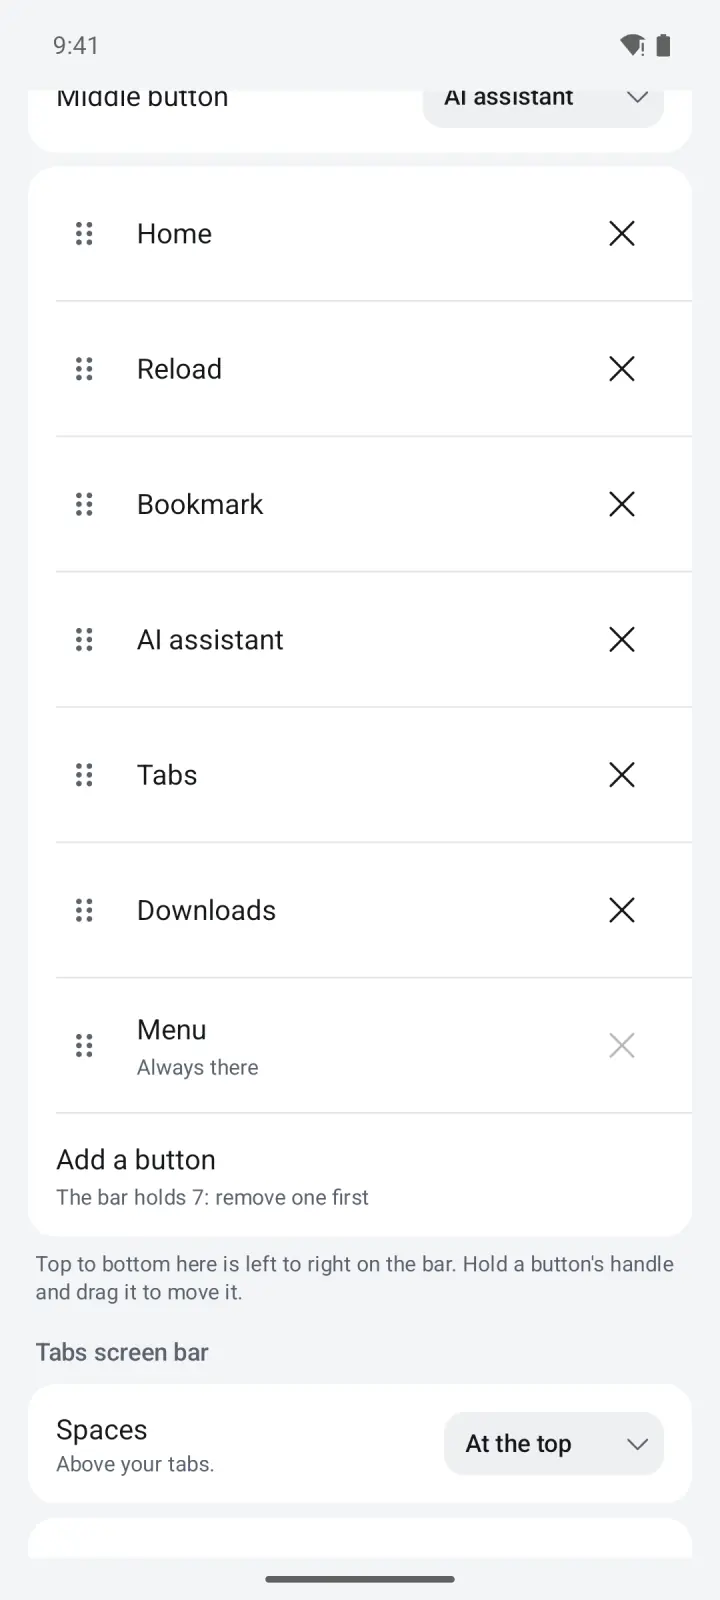 9:41
Middle button
AI assistant
Home
Reload
Bookmark
AI assistant
Tabs
Downloads
Menu
Always there
Add a button
The bar holds 7: remove one first
Top to bottom here is left to right on the bar. Hold a button's handle
and drag it to move it.
Tabs screen bar
Spaces
At the top
Above your tabs.